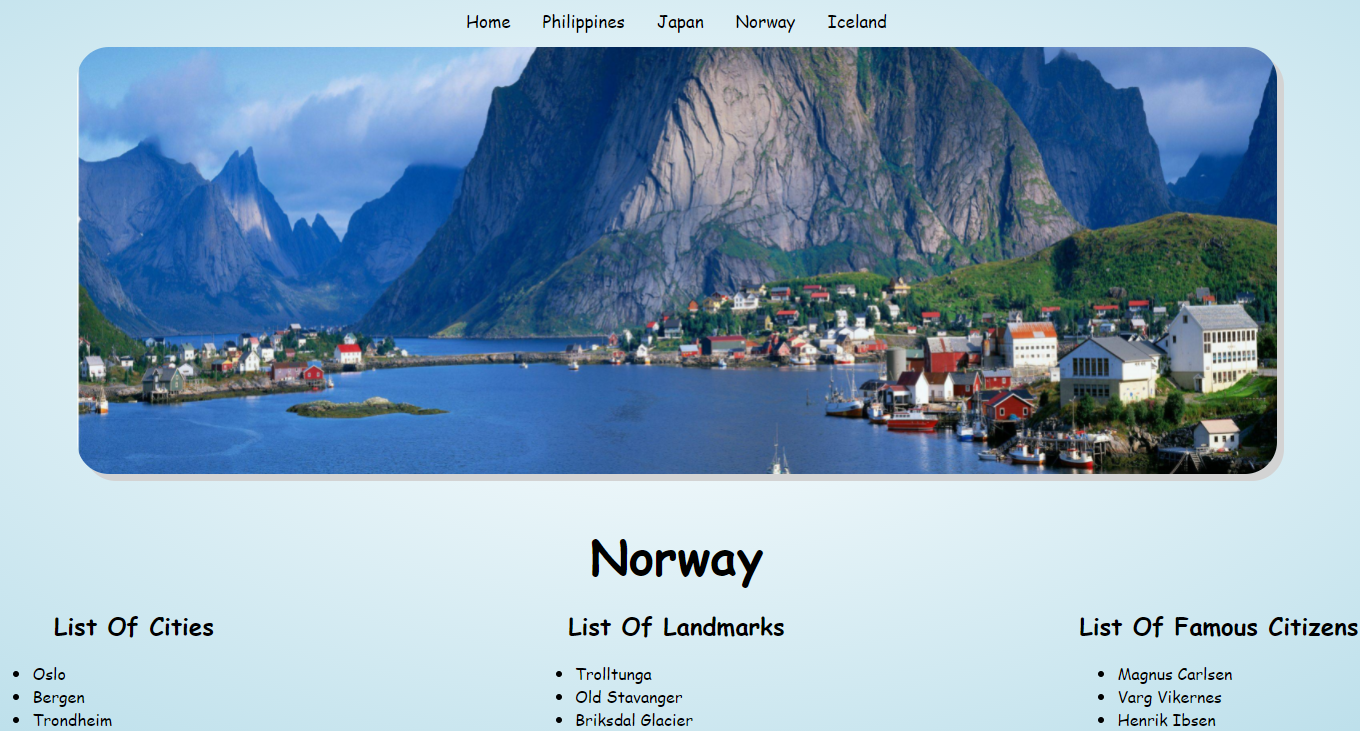 Home Philippines Japan Norway Iceland
Norway
List Of Cities
Oslo
Bergen
Trondheim
List Of Landmarks
Trolltunga
Old Stavanger
Briksdal Glacier
List Of Famous Citizens
Magnus Carlsen
Varg Vikernes
Henrik Ibsen